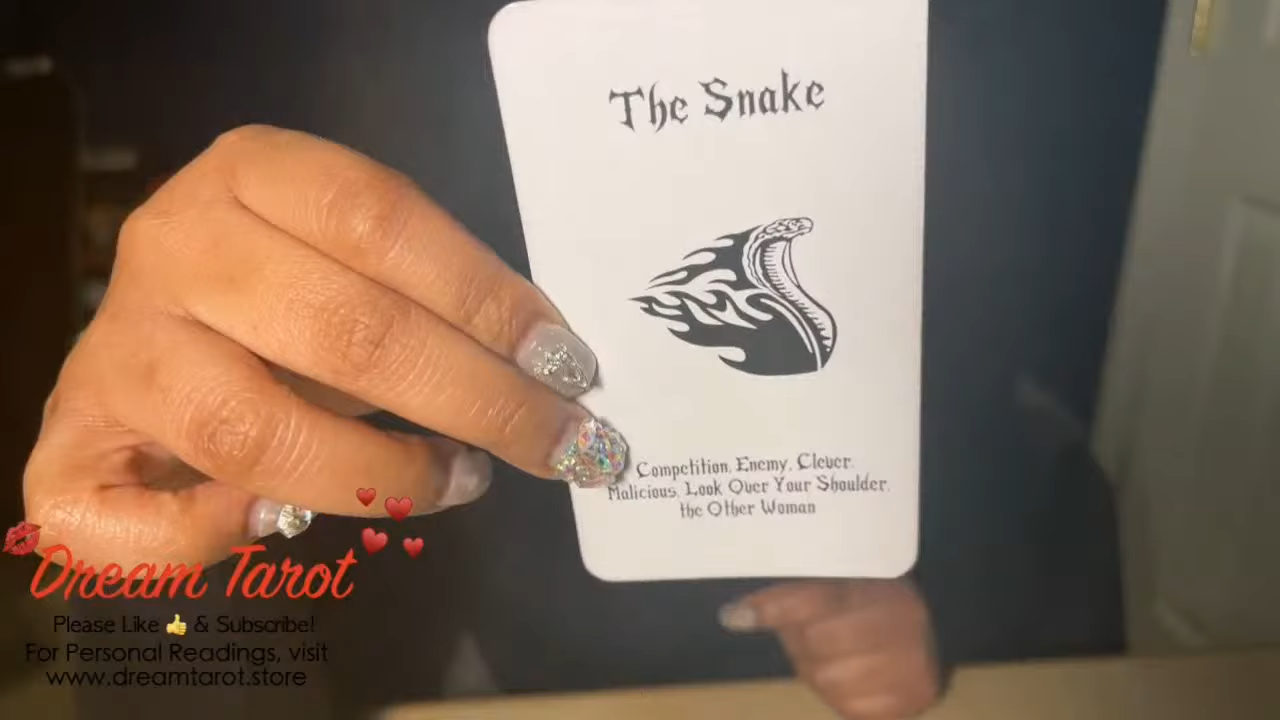 The Snake
Competition, Enemy, Clever,
Malicious, Look Over Your Shoulder,
the Other Woman
Dream Tarot
Please Like 👍 & Subscribe!
For Personal Readings, visit
www.dreamtarot.store